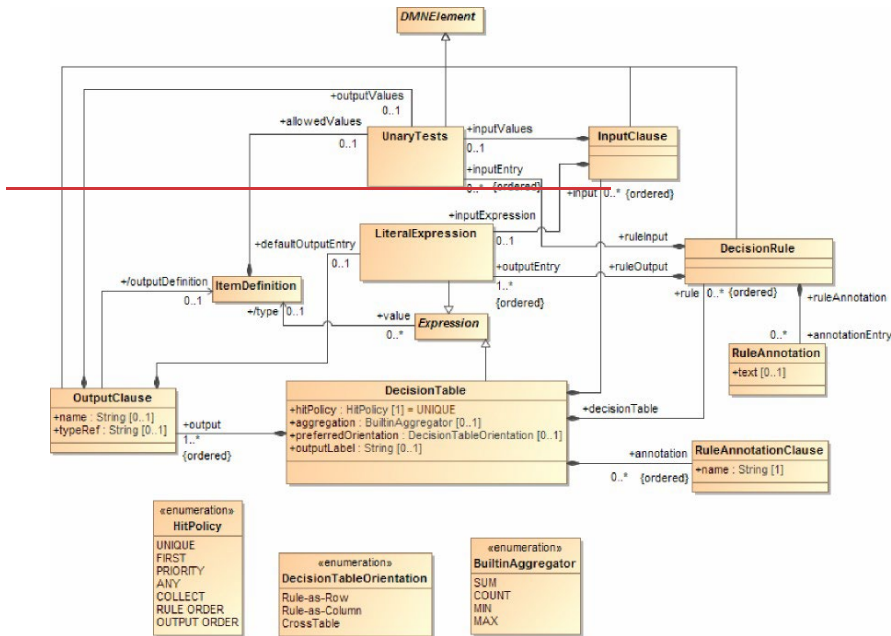 DMNElement
+outputValues
0..1
+allowedValues
0..1
UnaryTests
+inputValues
0..1
+inputEntry
0..* {ordered}
InputClause
+input 0..* {ordered}
+inputExpression
0..1
LiteralExpression
+defaultOutputEntry
0..1
+ruleInput
DecisionRule
+outputEntry
1..*
{ordered}
+ruleOutput
+rule 0..* {ordered}
+/outputDefinition
0..1
ItemDefinition
+/type 0..1
+value
0..*
Expression
+ruleAnnotation
0..*
+annotationEntry
RuleAnnotation
+text [0..1]
OutputClause
+name : String [0..1]
+typeRef : String [0..1]
+output
1..*
{ordered}
DecisionTable
+hitPolicy : HitPolicy [1] = UNIQUE
+aggregation : BuiltinAggregator [0..1]
+preferredOrientation : DecisionTableOrientation [0..1]
+outputLabel : String [0..1]
+decisionTable
+annotation
0..* {ordered}
RuleAnnotationClause
+name : String [1]
«enumeration»
HitPolicy
UNIQUE
FIRST
PRIORITY
ANY
COLLECT
RULE ORDER
OUTPUT ORDER
«enumeration»
DecisionTableOrientation
Rule-as-Row
Rule-as-Column
CrossTable
«enumeration»
BuiltinAggregator
SUM
COUNT
MIN
MAX